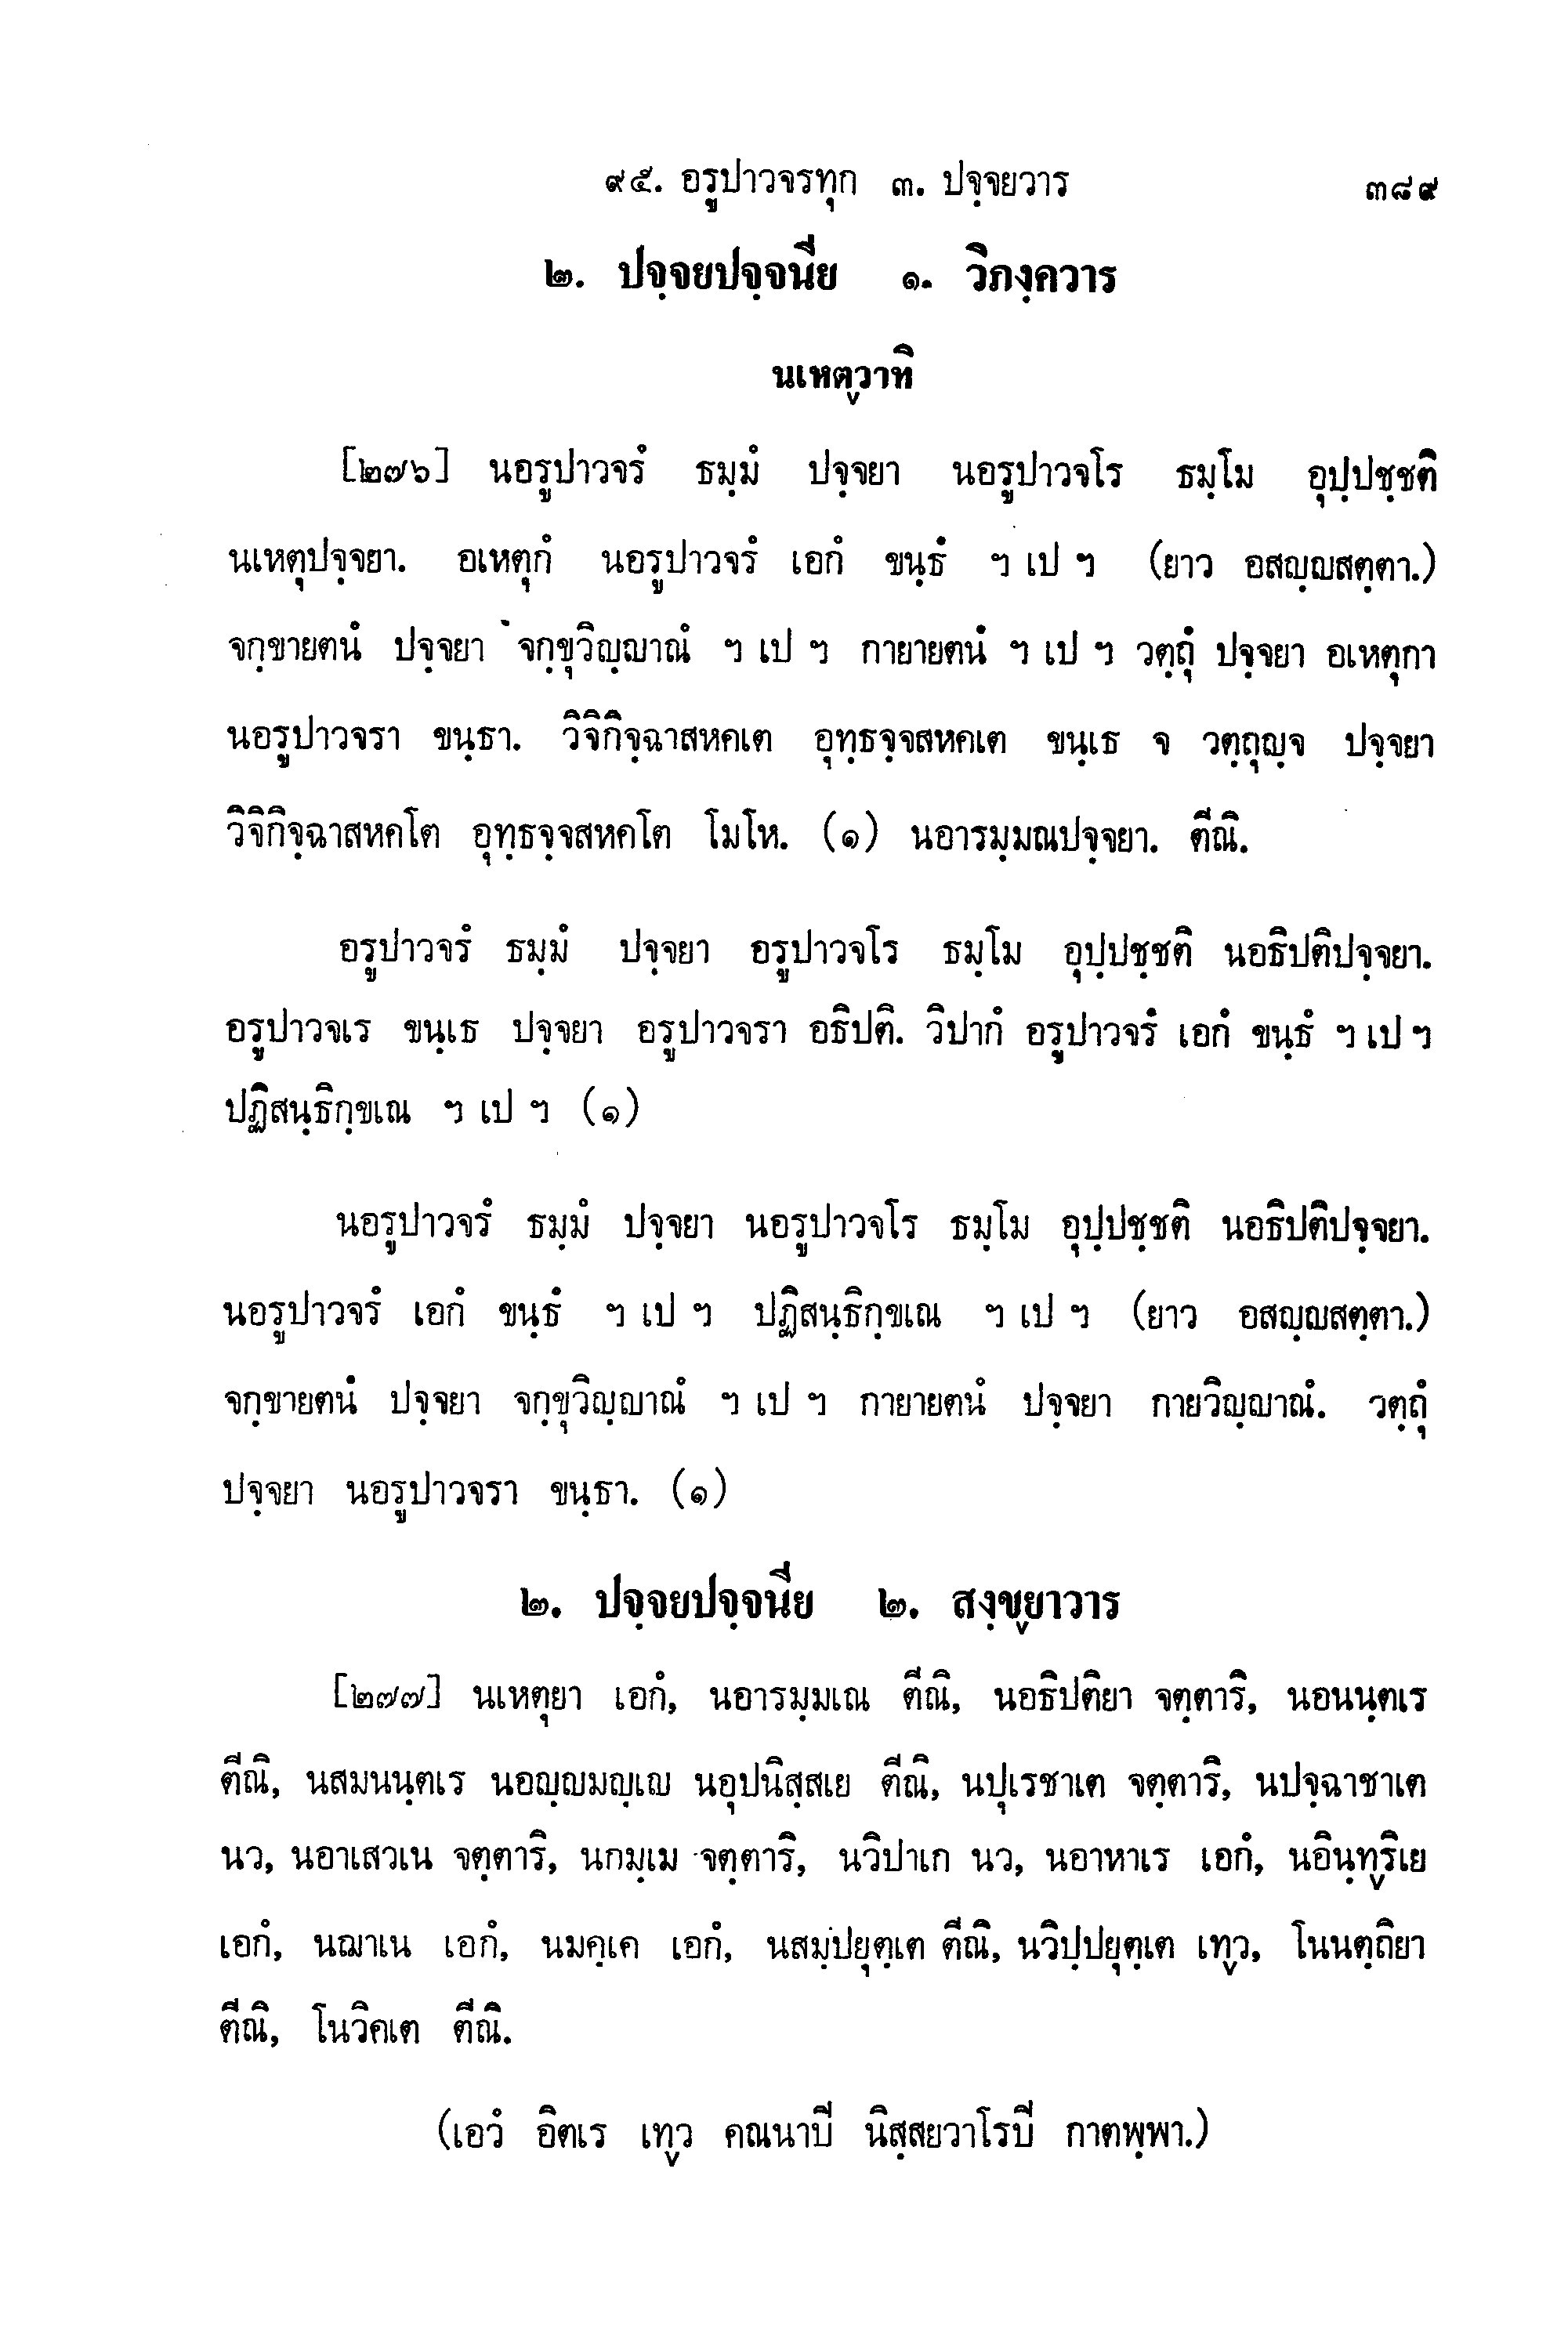 ๙๕. อรูปาวจรทุก ๓. ปจฺจยวาร ๓๘๙
๒. ปจฺจยปจฺจนีย ๑. วิภงฺควาร
นเหตฺวาทิ
[๒๗๖] นอรูปาวจรํ ธมฺมํ ปจฺจยา นอรูปาวจโร ธมฺโม อุปฺปชฺชติ
นเหตุปจฺจยา. อเหตุกํ นอรูปาวจรํ เอกํ ขนฺธํ ฯ เป ฯ (ยาว อสญฺญสตฺตา.)
จกฺขายตนํ ปจฺจยา จกฺขุวิญฺญาณํ ฯ เป ฯ กายายตนํ ฯ เป ฯ วตฺถุํ ปจฺจยา อเหตุกา
นอรูปาวจรา ขนฺธา. วิจิกิจฺฉาสหคเต อุทฺธจฺจสหคเต ขนฺเธ จ วตฺถุญฺจ ปจฺจยา
วิจิกิจฺฉาสหคโต อุทฺธจฺจสหคโต โมโห. (๑) นอารมฺมณปจฺจยา. ตีณิ.
อรูปาวจรํ ธมฺมํ ปจฺจยา อรูปาวจโร ธมฺโม อุปฺปชฺชติ นอธิปติปจฺจยา.
อรูปาวจเร ขนฺเธ ปจฺจยา อรูปาวจรา อธิปติ. วิปากํ อรูปาวจรํ เอกํ ขนฺธํ ฯ เป ฯ
ปฏิสนฺธิกฺขเณ ฯ เป ฯ (๑)
นอรูปาวจรํ ธมฺมํ ปจฺจยา นอรูปาวจโร ธมฺโม อุปฺปชฺชติ นอธิปติปจฺจยา.
นอรูปาวจรํ เอกํ ขนฺธํ ฯ เป ฯ ปฏิสนฺธิกฺขเณ ฯ เป ฯ (ยาว อสญฺญสตฺตา.)
จกฺขายตนํ ปจฺจยา จกฺขุวิญฺญาณํ ฯ เป ฯ กายายตนํ ปจฺจยา กายวิญฺญาณํ. วตฺถุํ
ปจฺจยา นอรูปาวจรา ขนฺธา. (๑)
๒. ปจฺจยปจฺจนีย ๒. สงฺขฺยาวาร
[๒๗๗] นเหตุยา เอกํ, นอารมฺมเณ ตีณิ, นอธิปติยา จตฺตาริ, นอนนฺตเร
ตีณิ, นสมนนฺตเร นอญฺญมญฺเญ นอุปนิสฺสเย ตีณิ, นปุเรชาเต จตฺตาริ, นปจฺฉาชาเต
นว, นอาเสวเน จตฺตาริ, นกมฺเม จตฺตาริ, นวิปาเก นว, นอาหาเร เอกํ, นอินฺทฺริเย
เอกํ, นฌาเน เอกํ, นมคฺเค เอกํ, นสมฺปยุตฺเต ตีณิ, นวิปฺปยุตฺเต เทฺว, โนนตฺถิยา
ตีณิ, โนวิคเต ตีณิ.
(เอวํ อิตเร เทฺว คณนาปี นิสฺสยวาโรปี กาตพฺพา.)